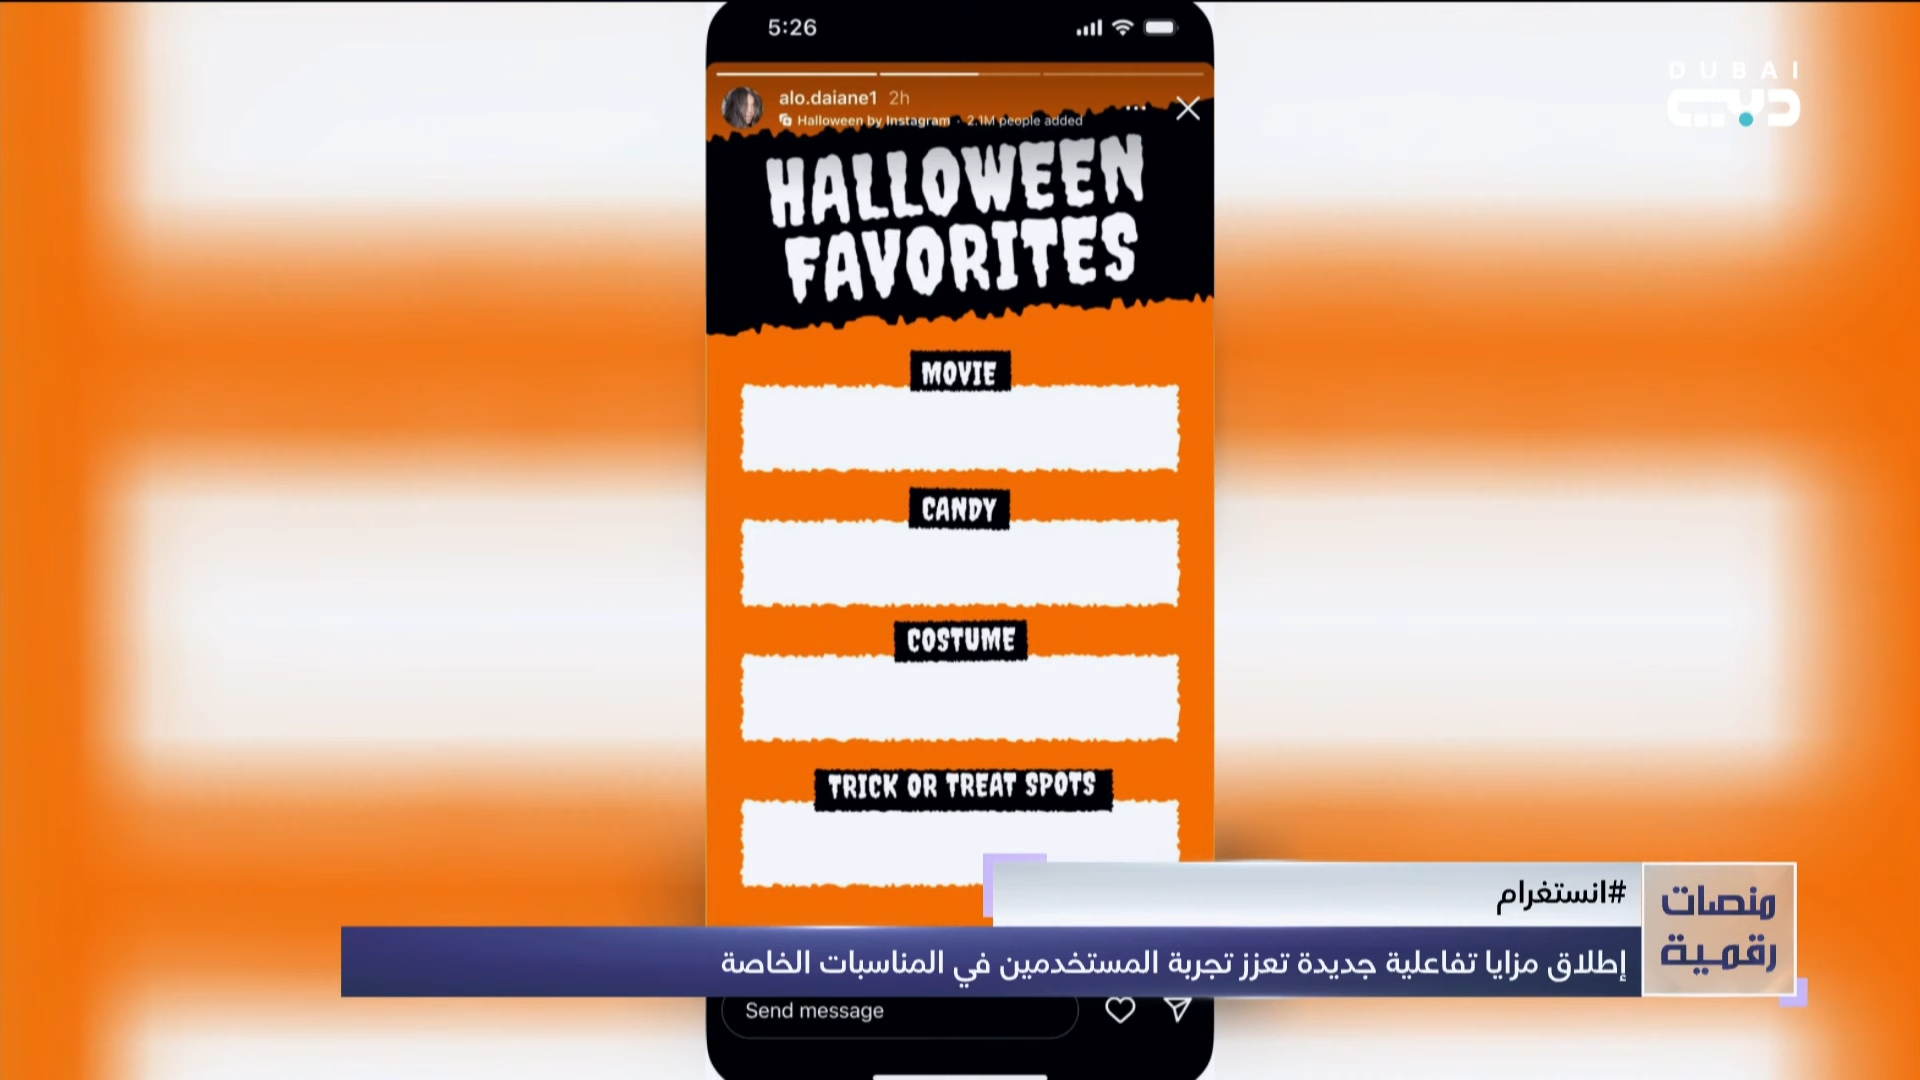 5:26
DUBAI
دبي
alo.daiane1 2h
Halloween by Instagram · 2.1M people added
HALLOWEEN
FAVORITES
MOVIE
CANDY
COSTUME
TRICK OR TREAT SPOTS
#انستغرام
منصات
رقمية
إطلاق مزايا تفاعلية جديدة تعزز تجربة المستخدمين في المناسبات الخاصة
Send message